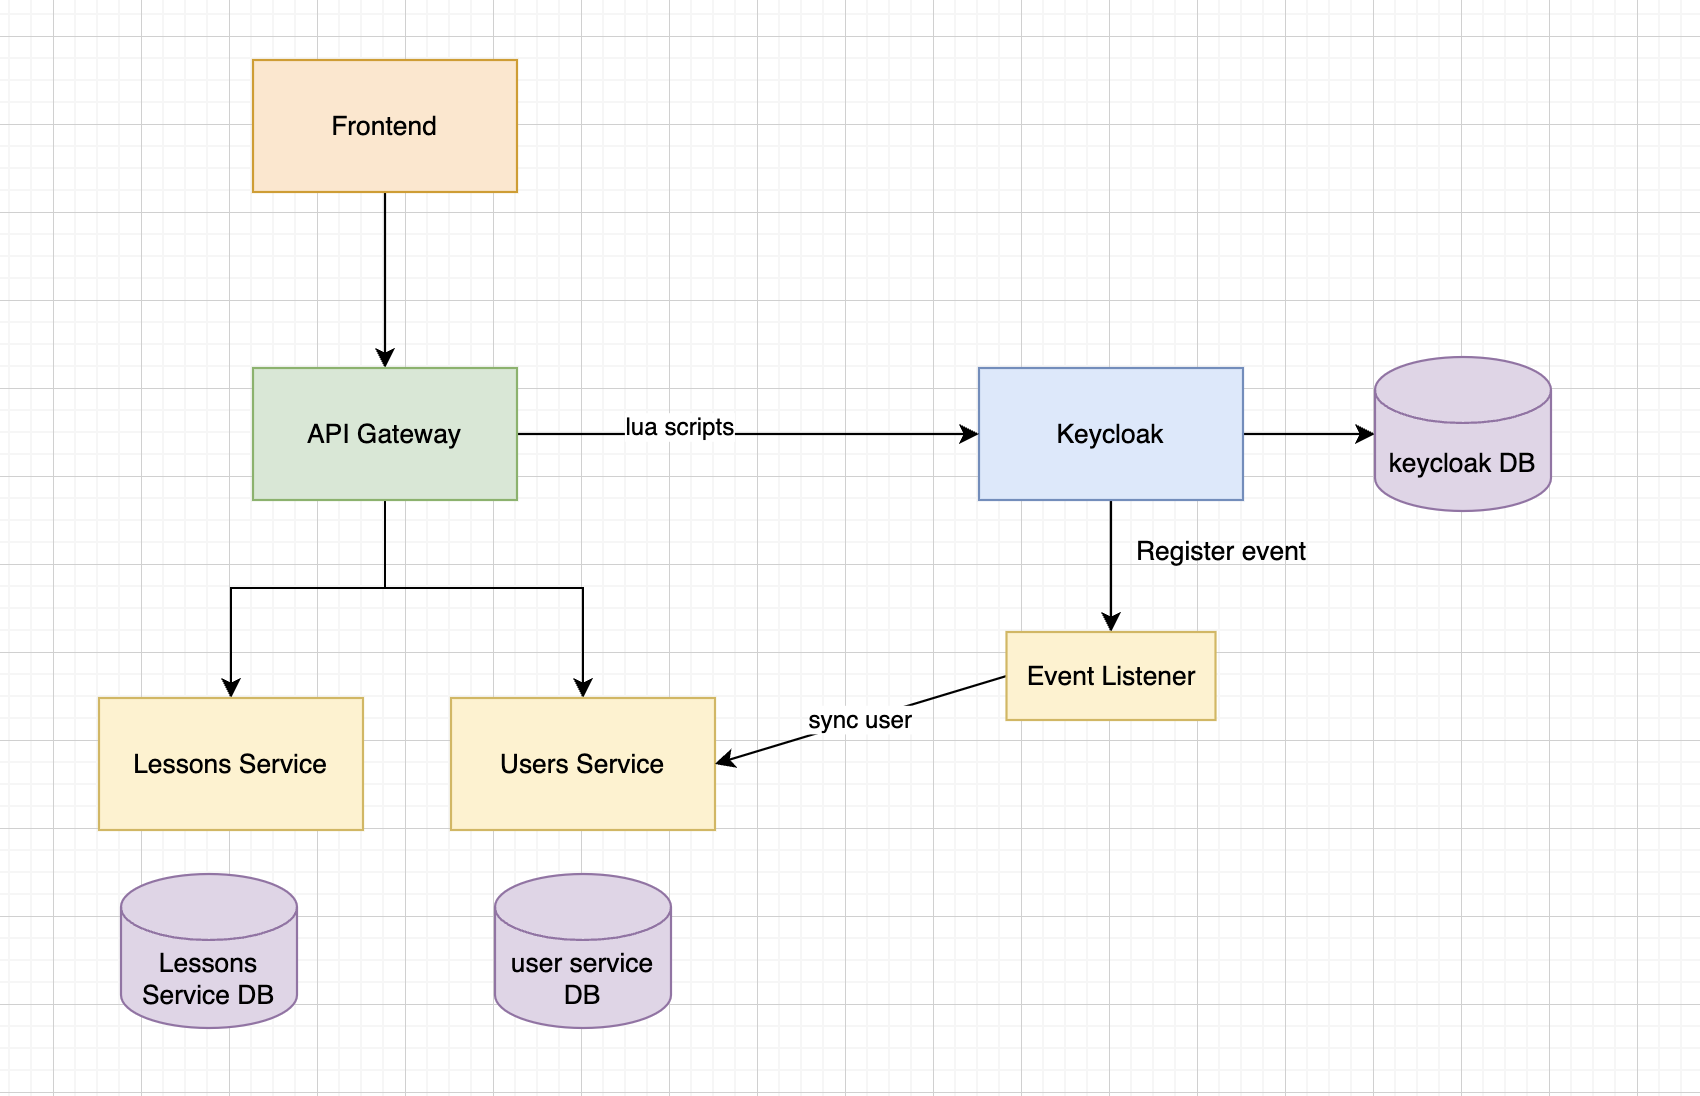 Frontend
API Gateway
lua scripts
Keycloak
keycloak DB
Register event
Event Listener
sync user
Lessons Service
Users Service
Lessons
Service DB
user service
DB